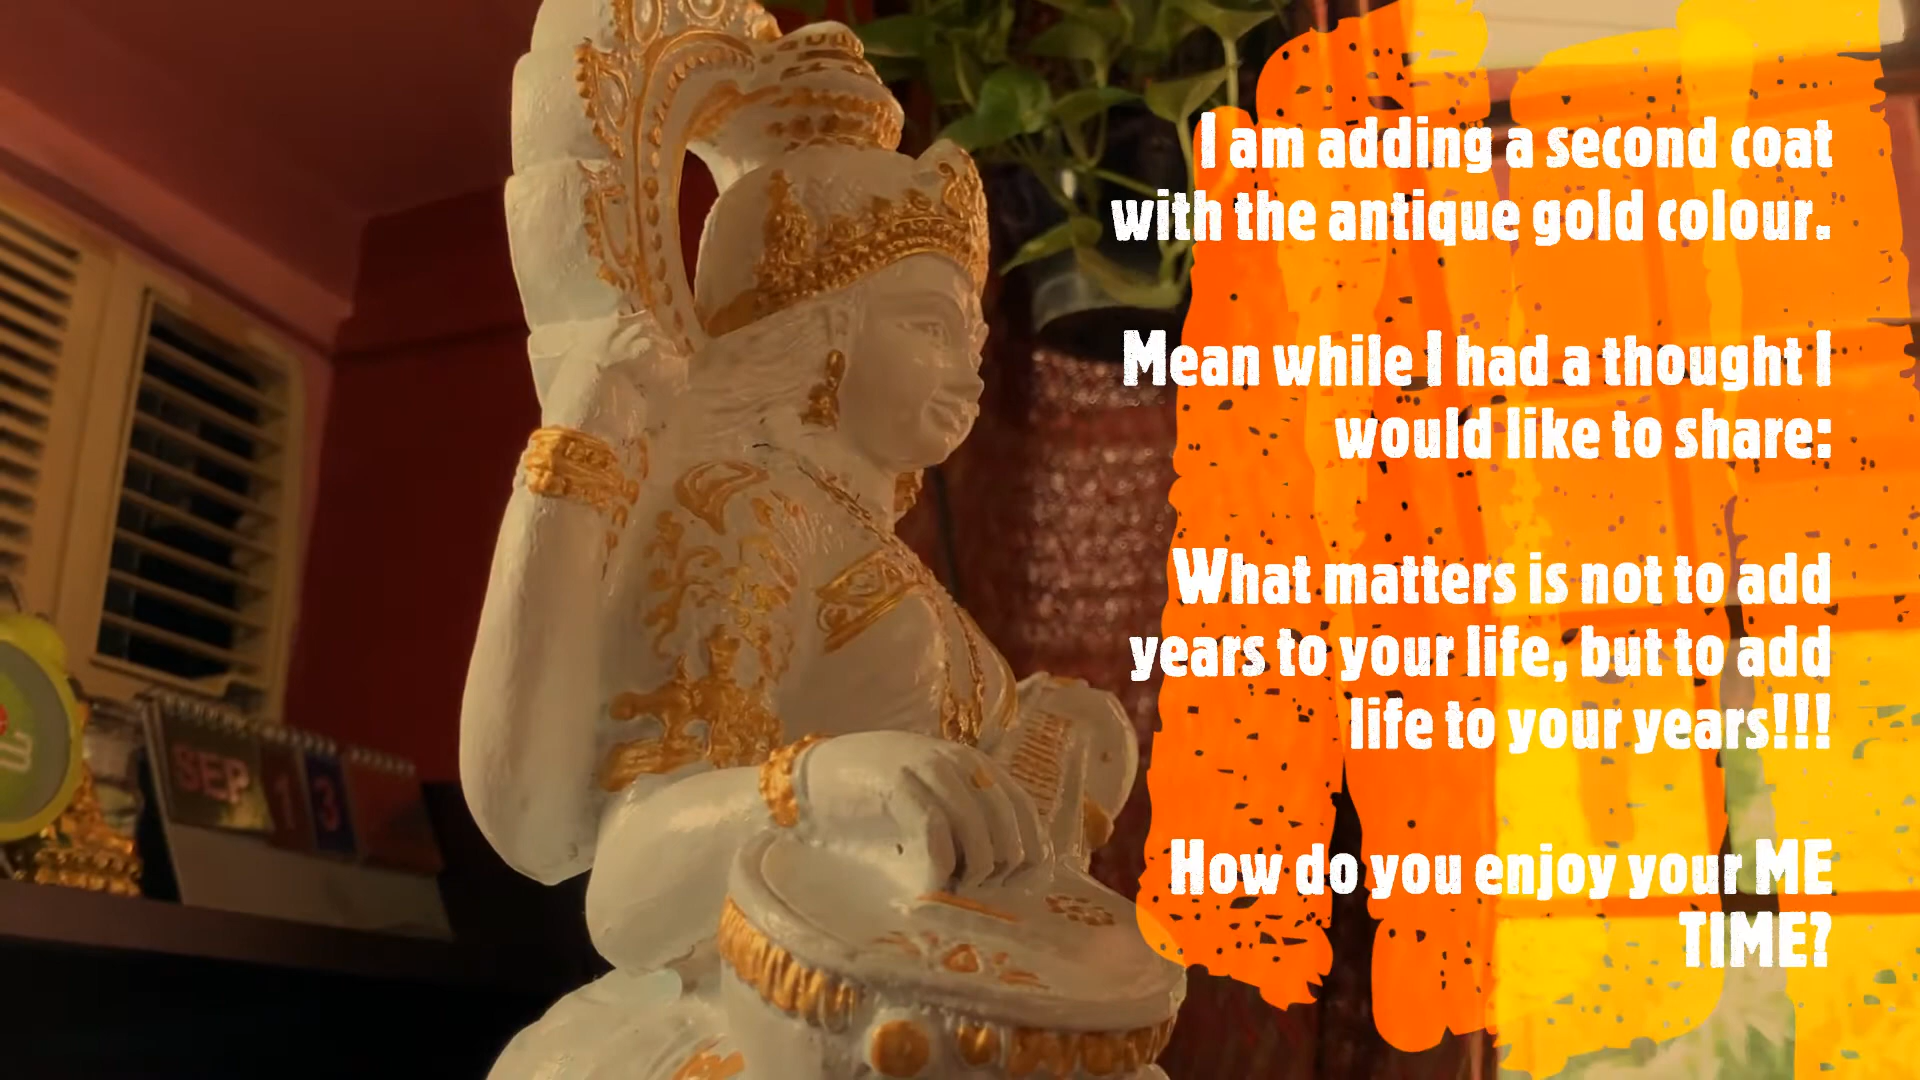 I am adding a second coat
with the antique gold colour.
Mean while I had a thought I
would like to share:
What matters is not to add
years to your life, but to add
life to your years!!!
How do you enjoy your ME
TIME?
SEP 13